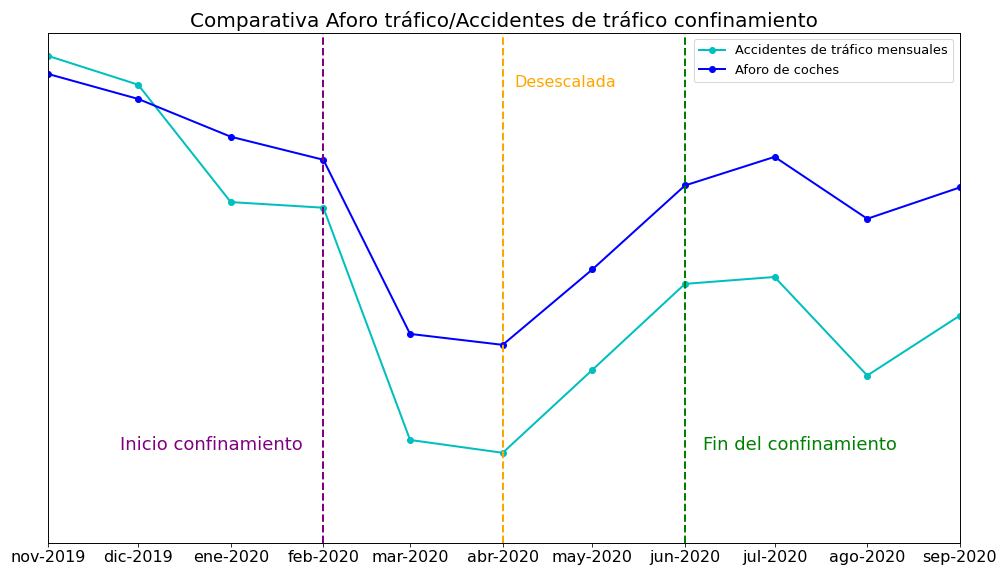 Comparativa Aforo tráfico/Accidentes de tráfico confinamiento
Accidentes de tráfico mensuales
Aforo de coches
Desescalada
Inicio confinamiento
Fin del confinamiento
nov-2019 dic-2019 ene-2020 feb-2020 mar-2020 abr-2020 may-2020 jun-2020 jul-2020 ago-2020 sep-2020